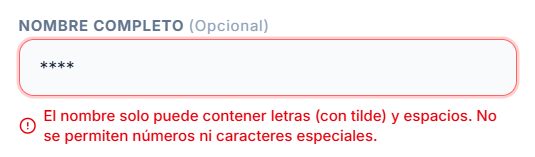 NOMBRE COMPLETO (Opcional)
****
El nombre solo puede contener letras (con tilde) y espacios. No
se permiten números ni caracteres especiales.